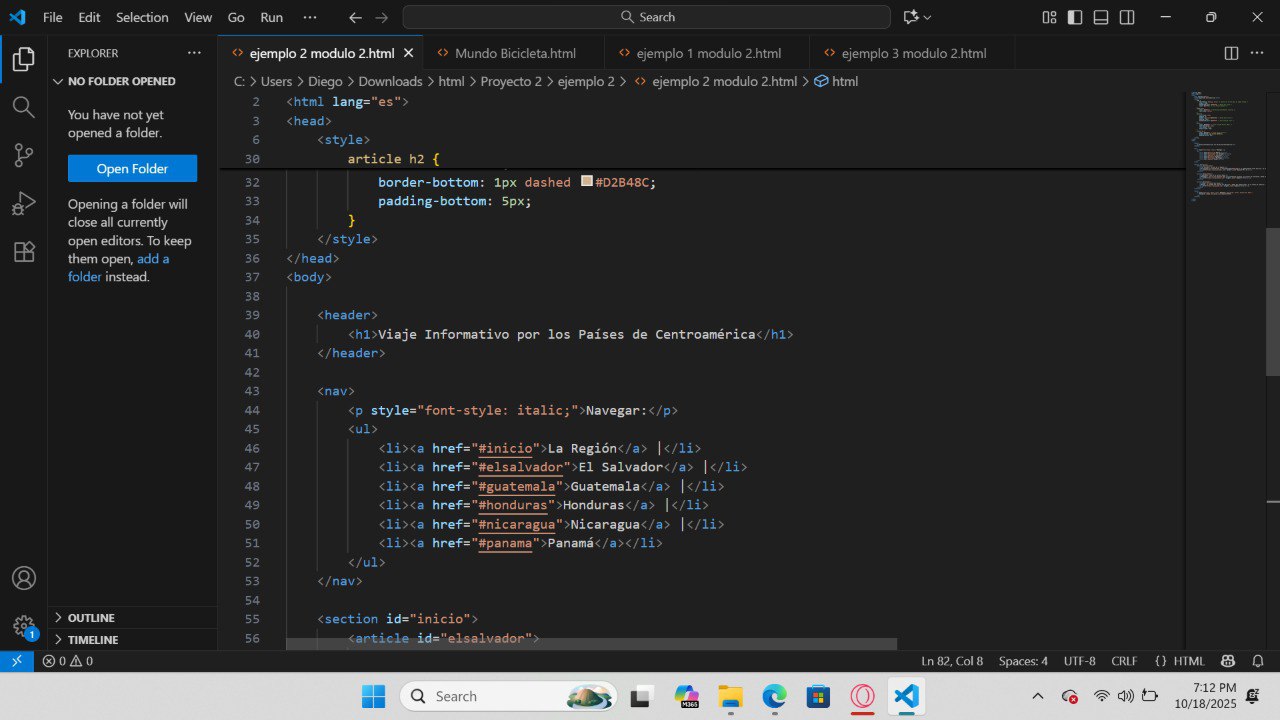 File Edit Selection View Go Run ··· Search
EXPLORER ···
ejemplo 2 modulo 2.html Mundo Bicicleta.html ejemplo 1 modulo 2.html ejemplo 3 modulo 2.html ···
NO FOLDER OPENED
C: > Users > Diego > Downloads > html > Proyecto 2 > ejemplo 2 > ejemplo 2 modulo 2.html > html
You have not yet
opened a folder.
Open Folder
Opening a folder will
close all currently
open editors. To keep
them open, add a
folder instead.
2 <html lang="es">
3 <head>
6 <style>
30 article h2 {
32 border-bottom: 1px dashed #D2B48C;
33 padding-bottom: 5px;
34 }
35 </style>
36 </head>
37 <body>
38
39 <header>
40 <h1>Viaje Informativo por los Países de Centroamérica</h1>
41 </header>
42
43 <nav>
44 <p style="font-style: italic;">Navegar:</p>
45 <ul>
46 <li><a href="#inicio">La Región</a> |</li>
47 <li><a href="#elsalvador">El Salvador</a> |</li>
48 <li><a href="#guatemala">Guatemala</a> |</li>
49 <li><a href="#honduras">Honduras</a> |</li>
50 <li><a href="#nicaragua">Nicaragua</a> |</li>
51 <li><a href="#panama">Panamá</a></li>
52 </ul>
53 </nav>
54
55 <section id="inicio">
56 <article id="elsalvador">
OUTLINE
TIMELINE
1
0 0 Ln 82, Col 8 Spaces: 4 UTF-8 CRLF {} HTML
Search M365 7:12 PM
10/18/2025